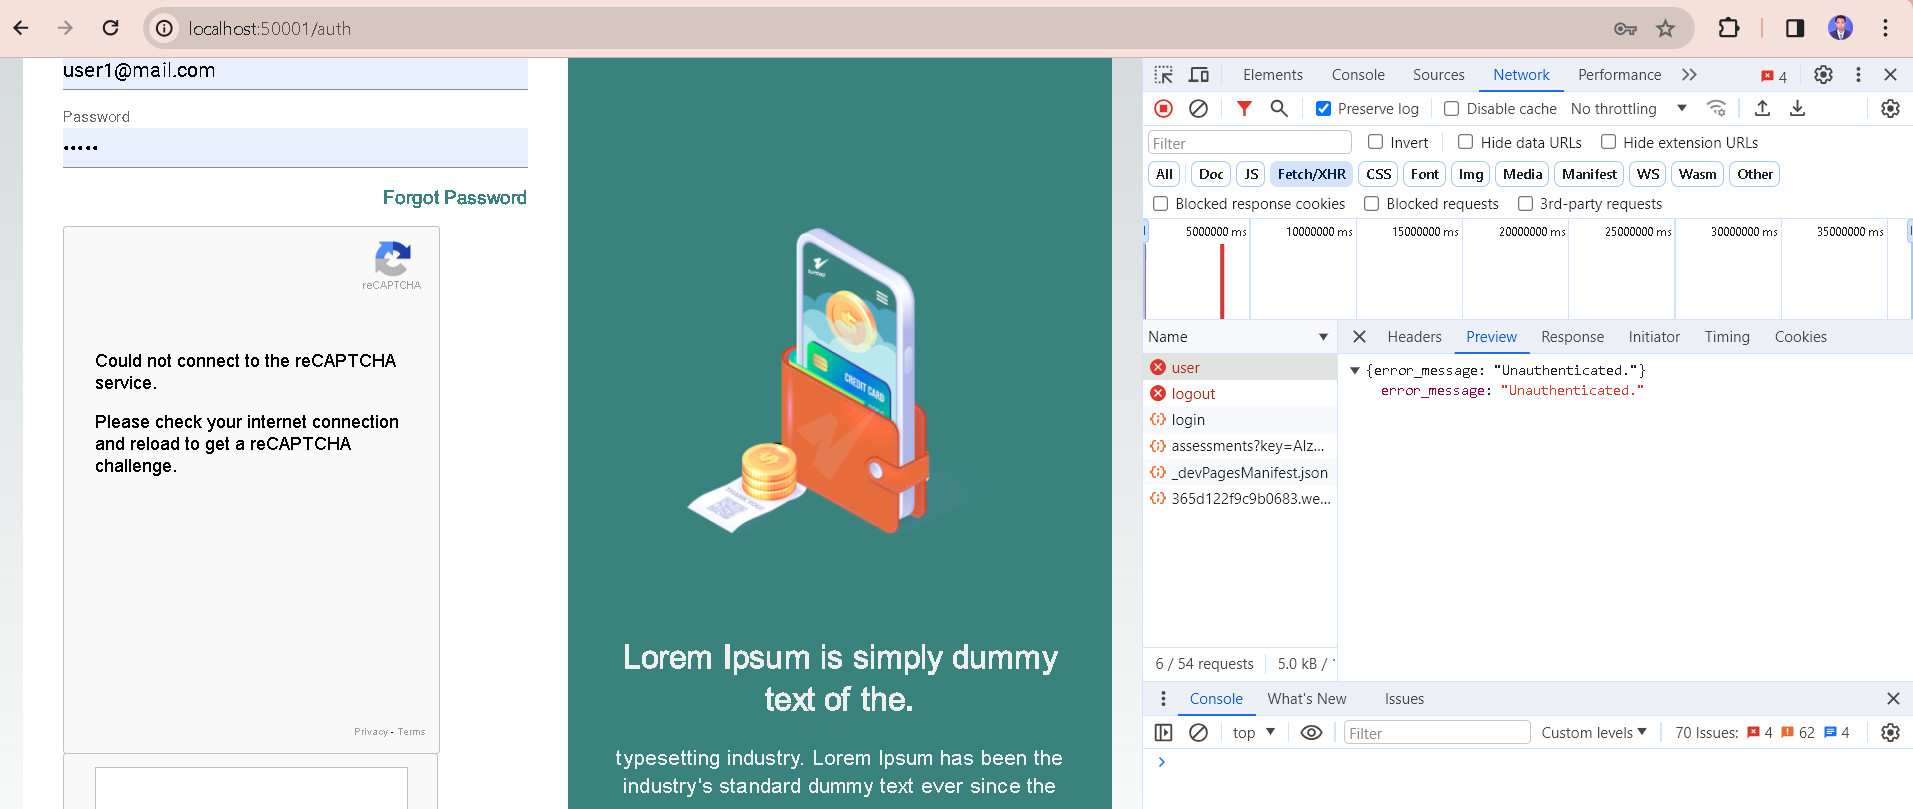 localhost:50001/auth
user1@mail.com
Password
•••••
Forgot Password
reCAPTCHA
Could not connect to the reCAPTCHA
service.
Please check your internet connection
and reload to get a reCAPTCHA
challenge.
Privacy - Terms
CREDIT CARD
THANK YOU!
Lorem Ipsum is simply dummy
text of the.
typesetting industry. Lorem Ipsum has been the
industry's standard dummy text ever since the
Elements Console Sources Network Performance 4
Preserve log Disable cache No throttling
Filter Invert Hide data URLs Hide extension URLs
All Doc JS Fetch/XHR CSS Font Img Media Manifest WS Wasm Other
Blocked response cookies Blocked requests 3rd-party requests
5000000 ms 10000000 ms 15000000 ms 20000000 ms 25000000 ms 30000000 ms 35000000 ms
Name Headers Preview Response Initiator Timing Cookies
user
logout
login
assessments?key=AIz...
_devPagesManifest.json
365d122f9c9b0683.we...
{error_message: "Unauthenticated."}
error_message: "Unauthenticated."
6 / 54 requests 5.0 kB /
Console What's New Issues
top Filter Custom levels 70 Issues: 4 62 4